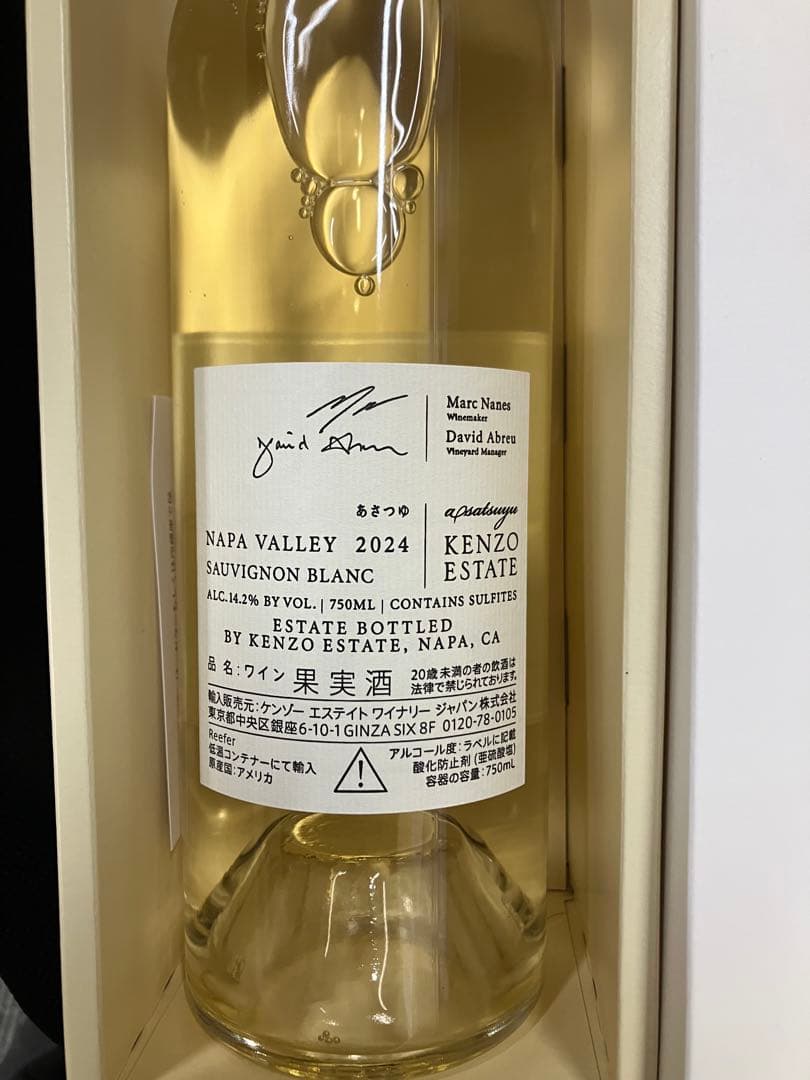 David Abreu
Marc Nanes
Winemaker
David Abreu
Vineyard Manager
あさつゆ
asatsuyu
NAPA VALLEY 2024
SAUVIGNON BLANC
KENZO
ESTATE
ALC.14.2% BY VOL. | 750ML | CONTAINS SULFITES
ESTATE BOTTLED
BY KENZO ESTATE, NAPA, CA
品 名:ワイン 果実酒
20歳未満の者の飲酒は
法律で禁じられております。
輸入販売元:ケンゾー エステイト ワイナリー ジャパン株式会社
東京都中央区銀座6-10-1 GINZA SIX 8F 0120-78-0105
Reefer
低温コンテナーにて輸入
原産国:アメリカ
アルコール度:ラベルに記載
酸化防止剤(亜硫酸塩)
容器の容量:750mL